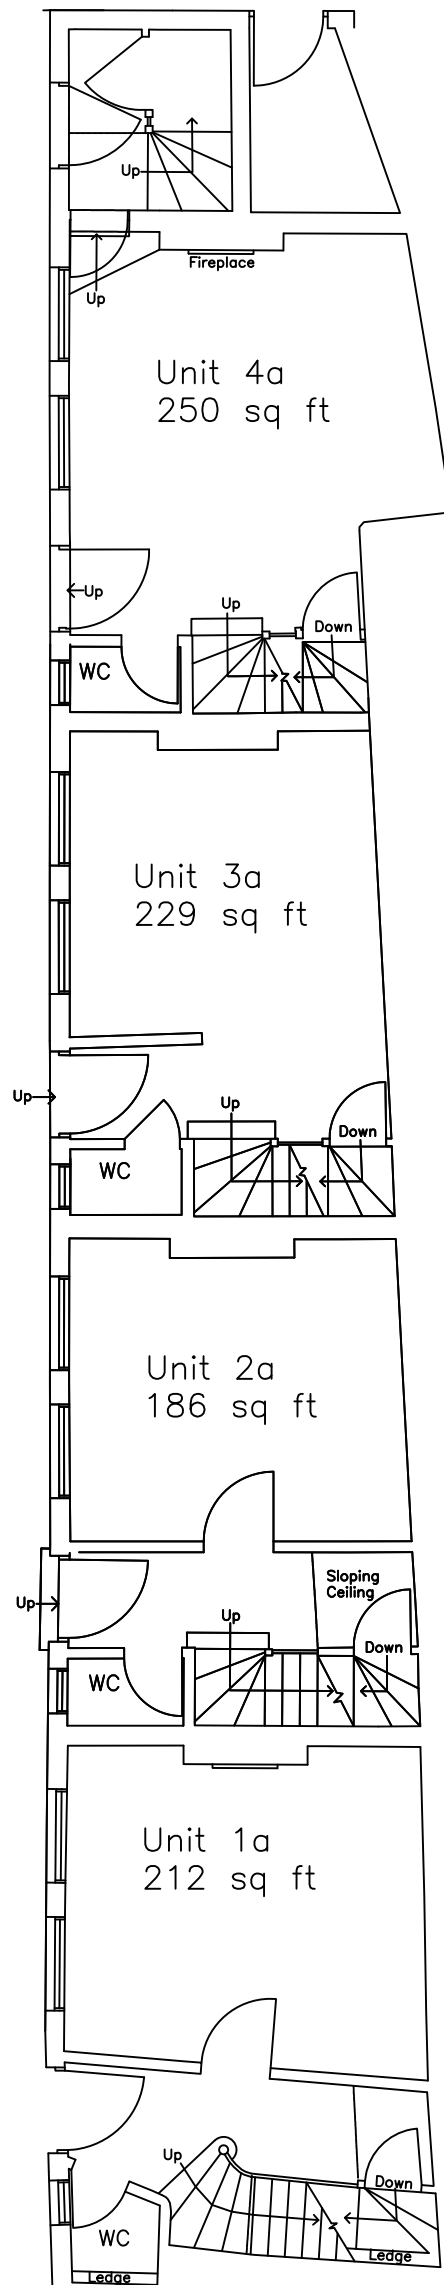 Up
Fireplace
Up
Unit 4a
250 sq ft
Up
Up
Down
WC
Unit 3a
229 sq ft
Up
Up
Down
WC
Unit 2a
186 sq ft
Sloping
Ceiling
Up
Up
Down
WC
Unit 1a
212 sq ft
Up
Down
WC
Ledge
Ledge